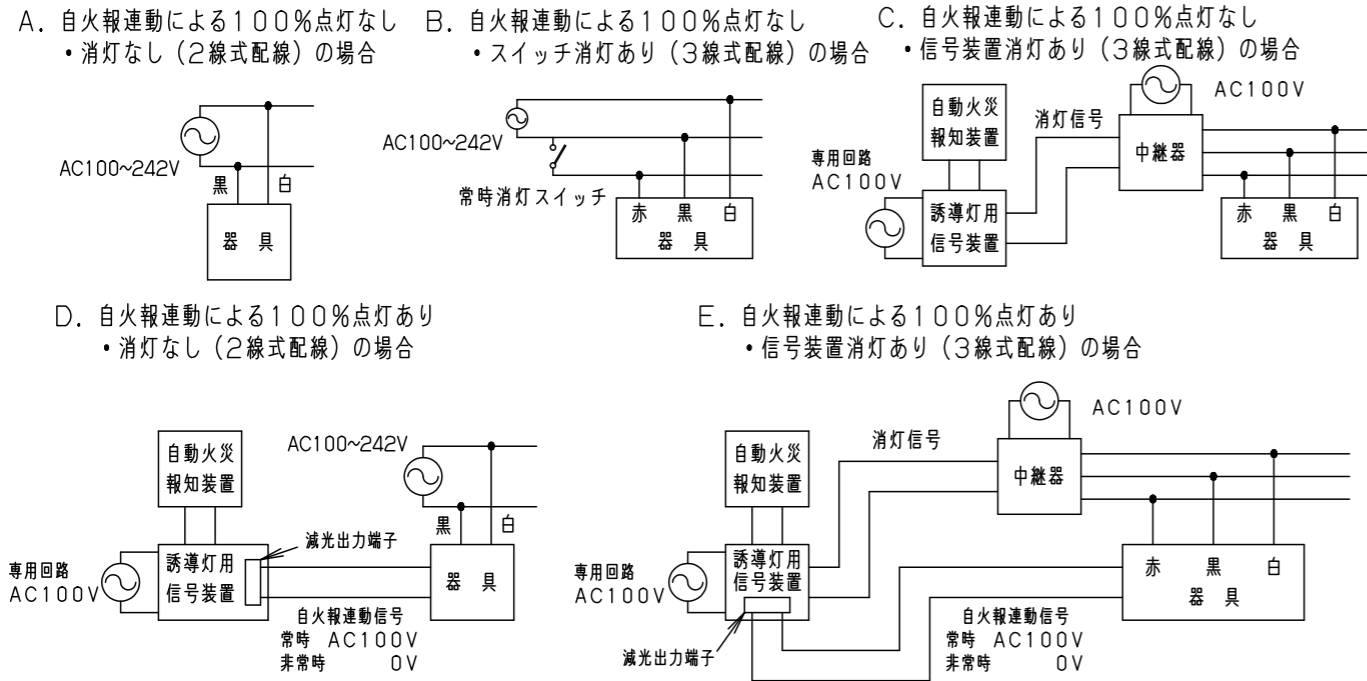 A. 自火報連動による100%点灯なし
・消灯なし(2線式配線)の場合
AC100~242V
黒
白
器 具
B. 自火報連動による100%点灯なし
・スイッチ消灯あり(3線式配線)の場合
AC100~242V
常時消灯スイッチ
赤 黒 白
器 具
C. 自火報連動による100%点灯なし
・信号装置消灯あり(3線式配線)の場合
AC100V
自動火災
報知装置
消灯信号
中継器
専用回路
AC100V
誘導灯用
信号装置
赤 黒 白
器 具
D. 自火報連動による100%点灯あり
・消灯なし(2線式配線)の場合
自動火災
報知装置
AC100~242V
黒
白
減光出力端子
専用回路
AC100V
誘導灯用
信号装置
器 具
自火報連動信号
常時 AC100V
非常時 0V
E. 自火報連動による100%点灯あり
・信号装置消灯あり(3線式配線)の場合
AC100V
自動火災
報知装置
消灯信号
中継器
専用回路
AC100V
誘導灯用
信号装置
赤 黒 白
器 具
減光出力端子
自火報連動信号
常時 AC100V
非常時 0V